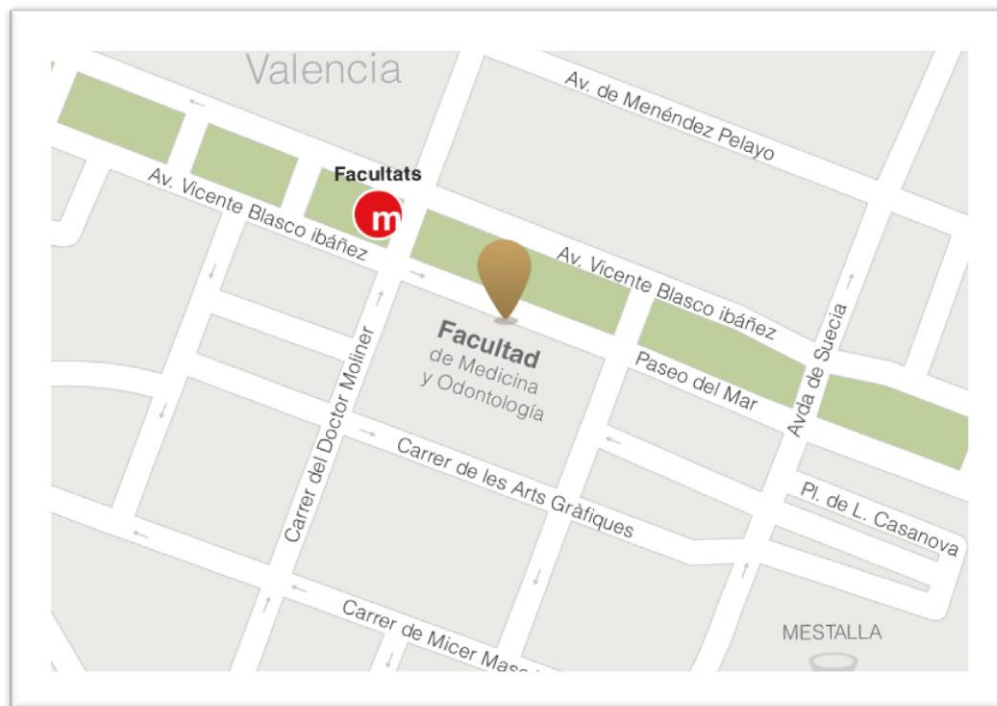 Valencia
Av. de Menéndez Pelayo
Facultats
m
Av. Vicente Blasco ibáñez
Av. Vicente Blasco ibáñez
Facultad
de Medicina
y Odontología
Paseo del Mar
Avda de Suecia
Carrer del Doctor Moliner
Carrer de les Arts Gràfiques
Pl. de L. Casanova
Carrer de Micer
MESTALLA